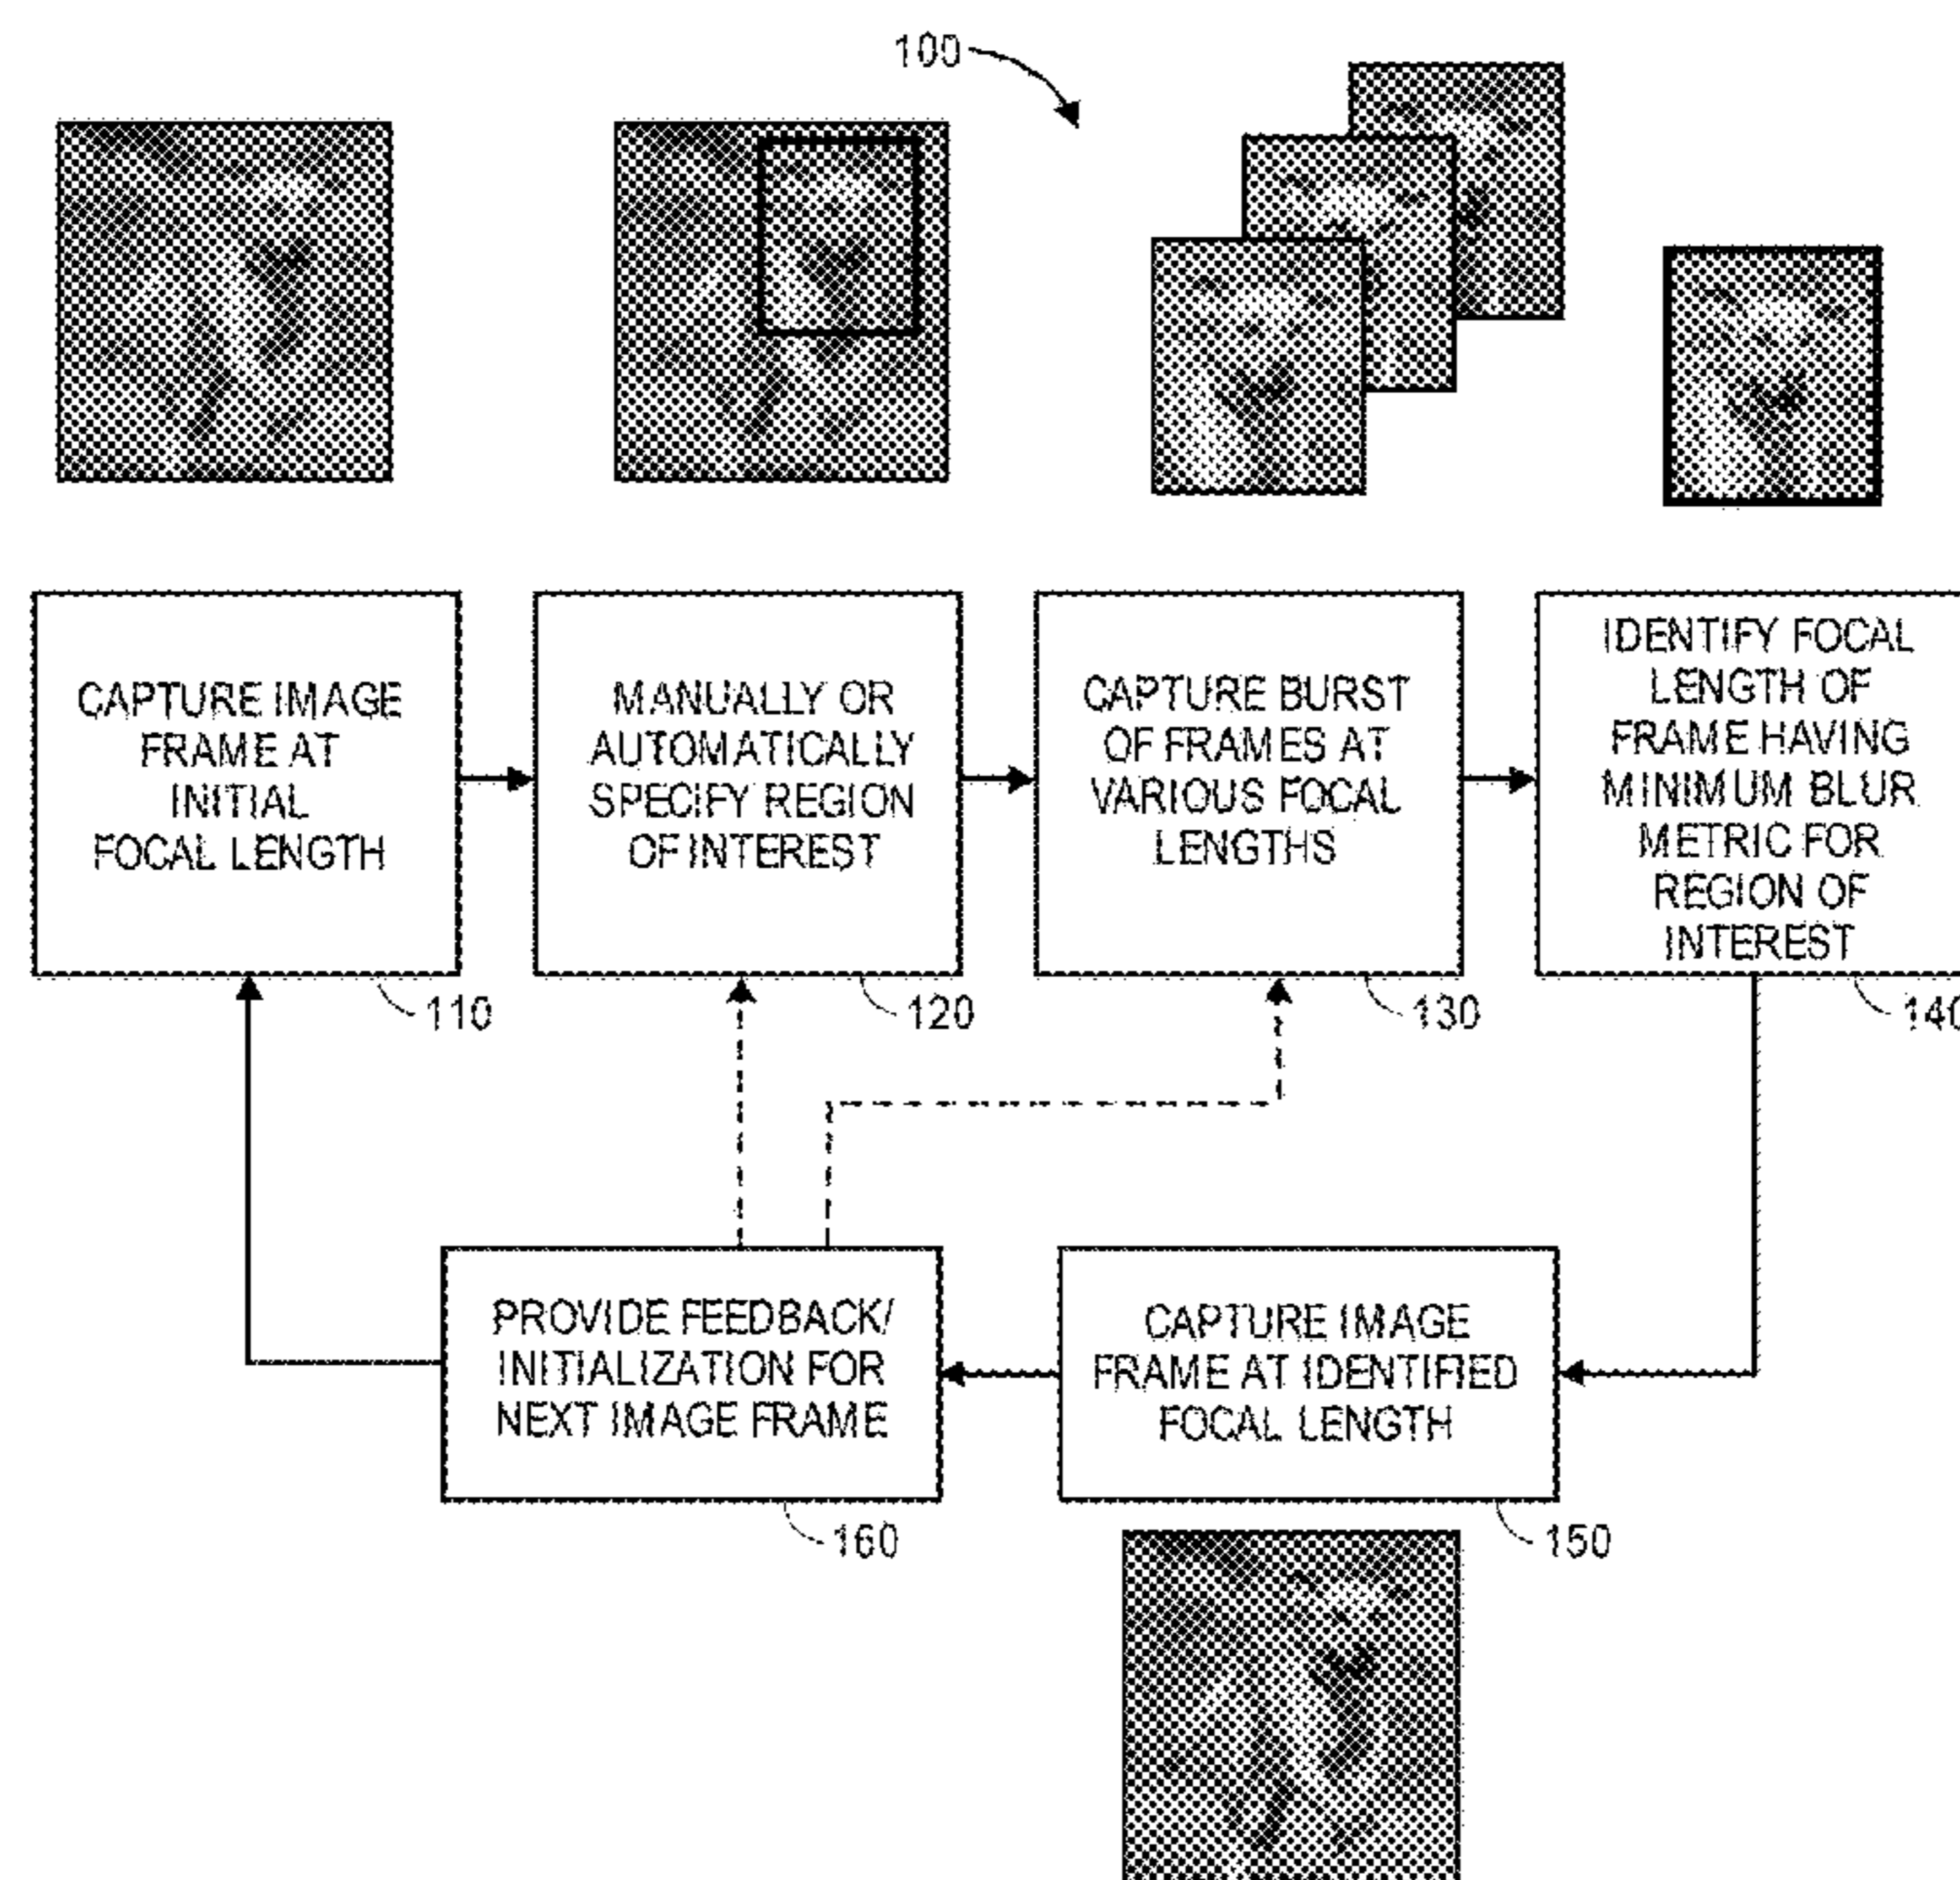 100
CAPTURE IMAGE
FRAME AT
INITIAL
FOCAL LENGTH
110
MANUALLY OR
AUTOMATICALLY
SPECIFY REGION
OF INTEREST
120
CAPTURE BURST
OF FRAMES AT
VARIOUS FOCAL
LENGTHS
130
IDENTIFY FOCAL
LENGTH OF
FRAME HAVING
MINIMUM BLUR
METRIC FOR
REGION OF
INTEREST
140
PROVIDE FEEDBACK/
INITIALIZATION FOR
NEXT IMAGE FRAME
160
CAPTURE IMAGE
FRAME AT IDENTIFIED
FOCAL LENGTH
150